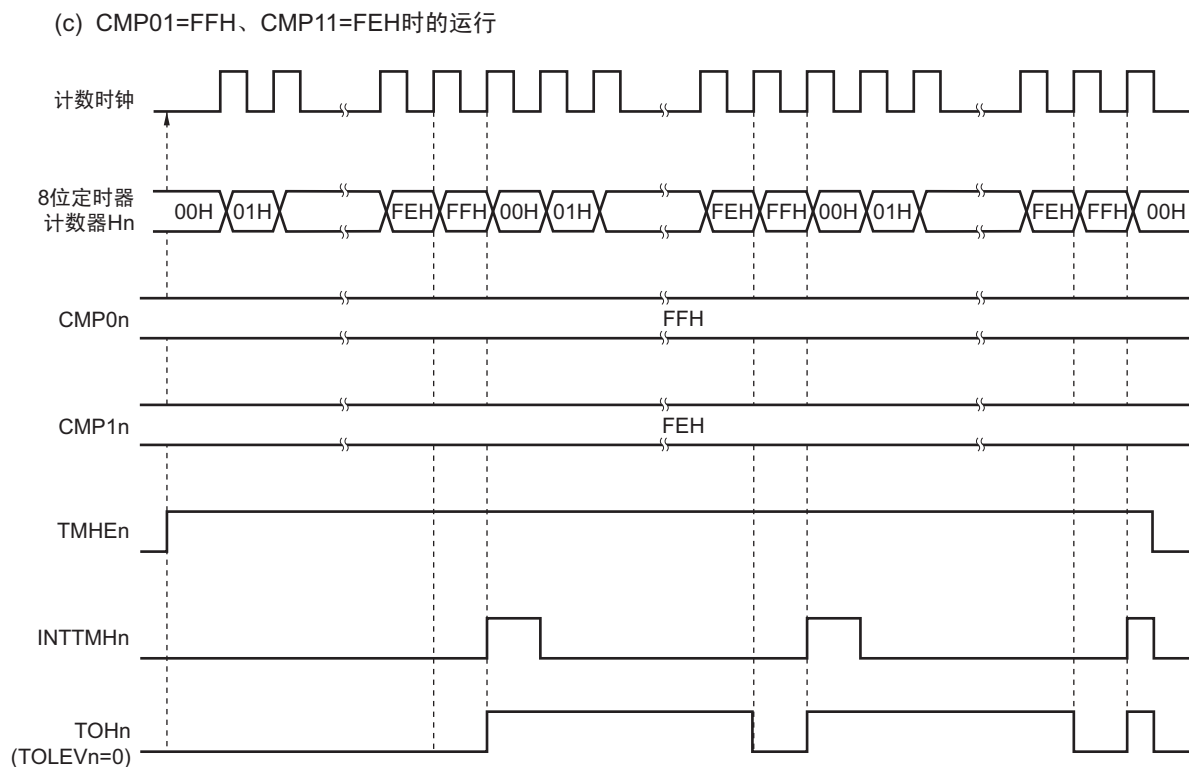 (c) CMP01=FFH、CMP11=FEH时的运行
计数时钟
8位定时器
计数器Hn
00H 01H FEH FFH 00H 01H FEH FFH 00H 01H FEH FFH 00H
CMP0n
FFH
CMP1n
FEH
TMHEn
INTTMHn
TOHn
(TOLEVn=0)